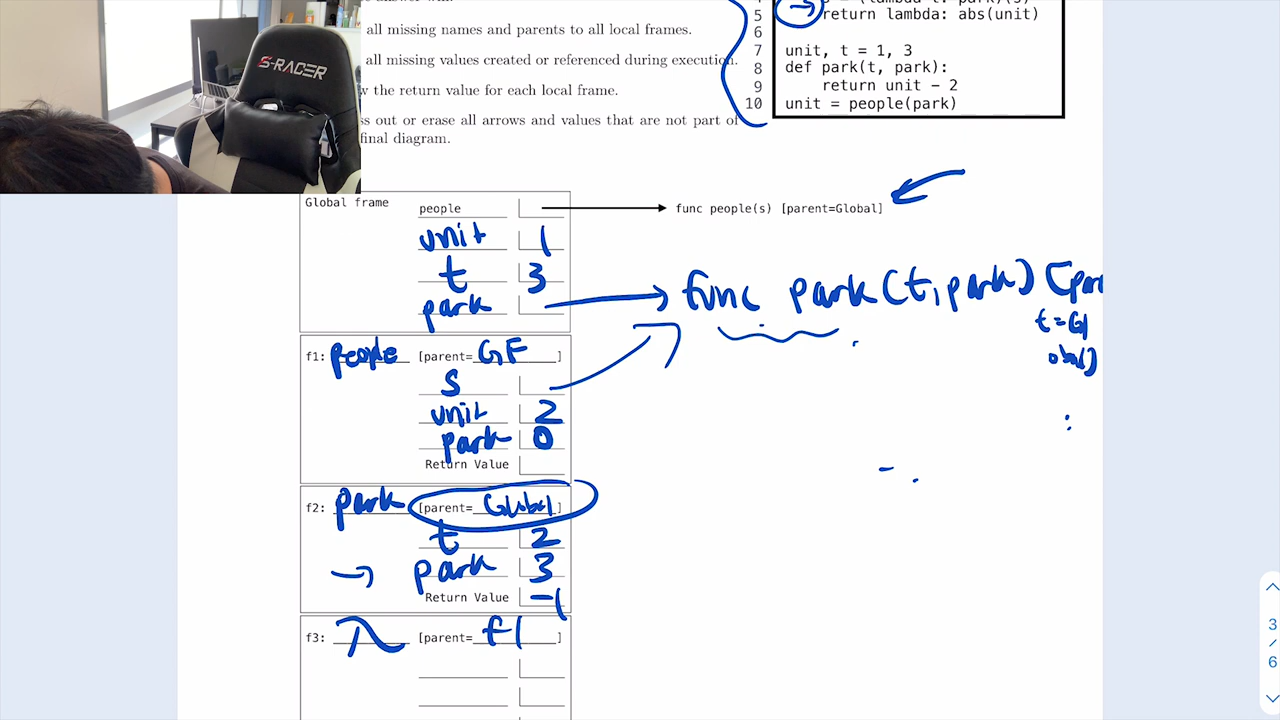 all missing names and parents to all local frames.
all missing values created or referenced during execution.
w the return value for each local frame.
ss out or erase all arrows and values that are not part of
final diagram.
S-RACER
5 return lambda: abs(unit)
6
7 unit, t = 1, 3
8 def park(t, park):
9 return unit - 2
10 unit = people(park)
Global frame
people
func people(s) [parent=Global]
unit 1
t 3
park
func park(t,park)
f1: people [parent= GF ]
s
unit 2
park 0
Return Value
f2: park [parent= Global ]
t 2
→ park 3
Return Value -1
f3: λ [parent= f1 ]
3
/
6